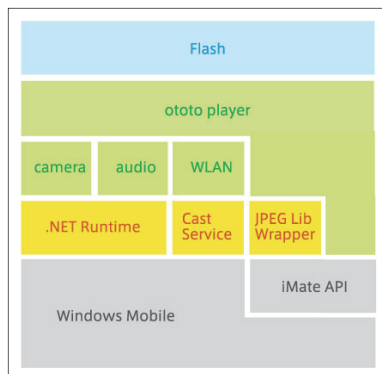 Flash
ototo player
camera audio WLAN
.NET Runtime Cast Service JPEG Lib Wrapper
iMate API
Windows Mobile